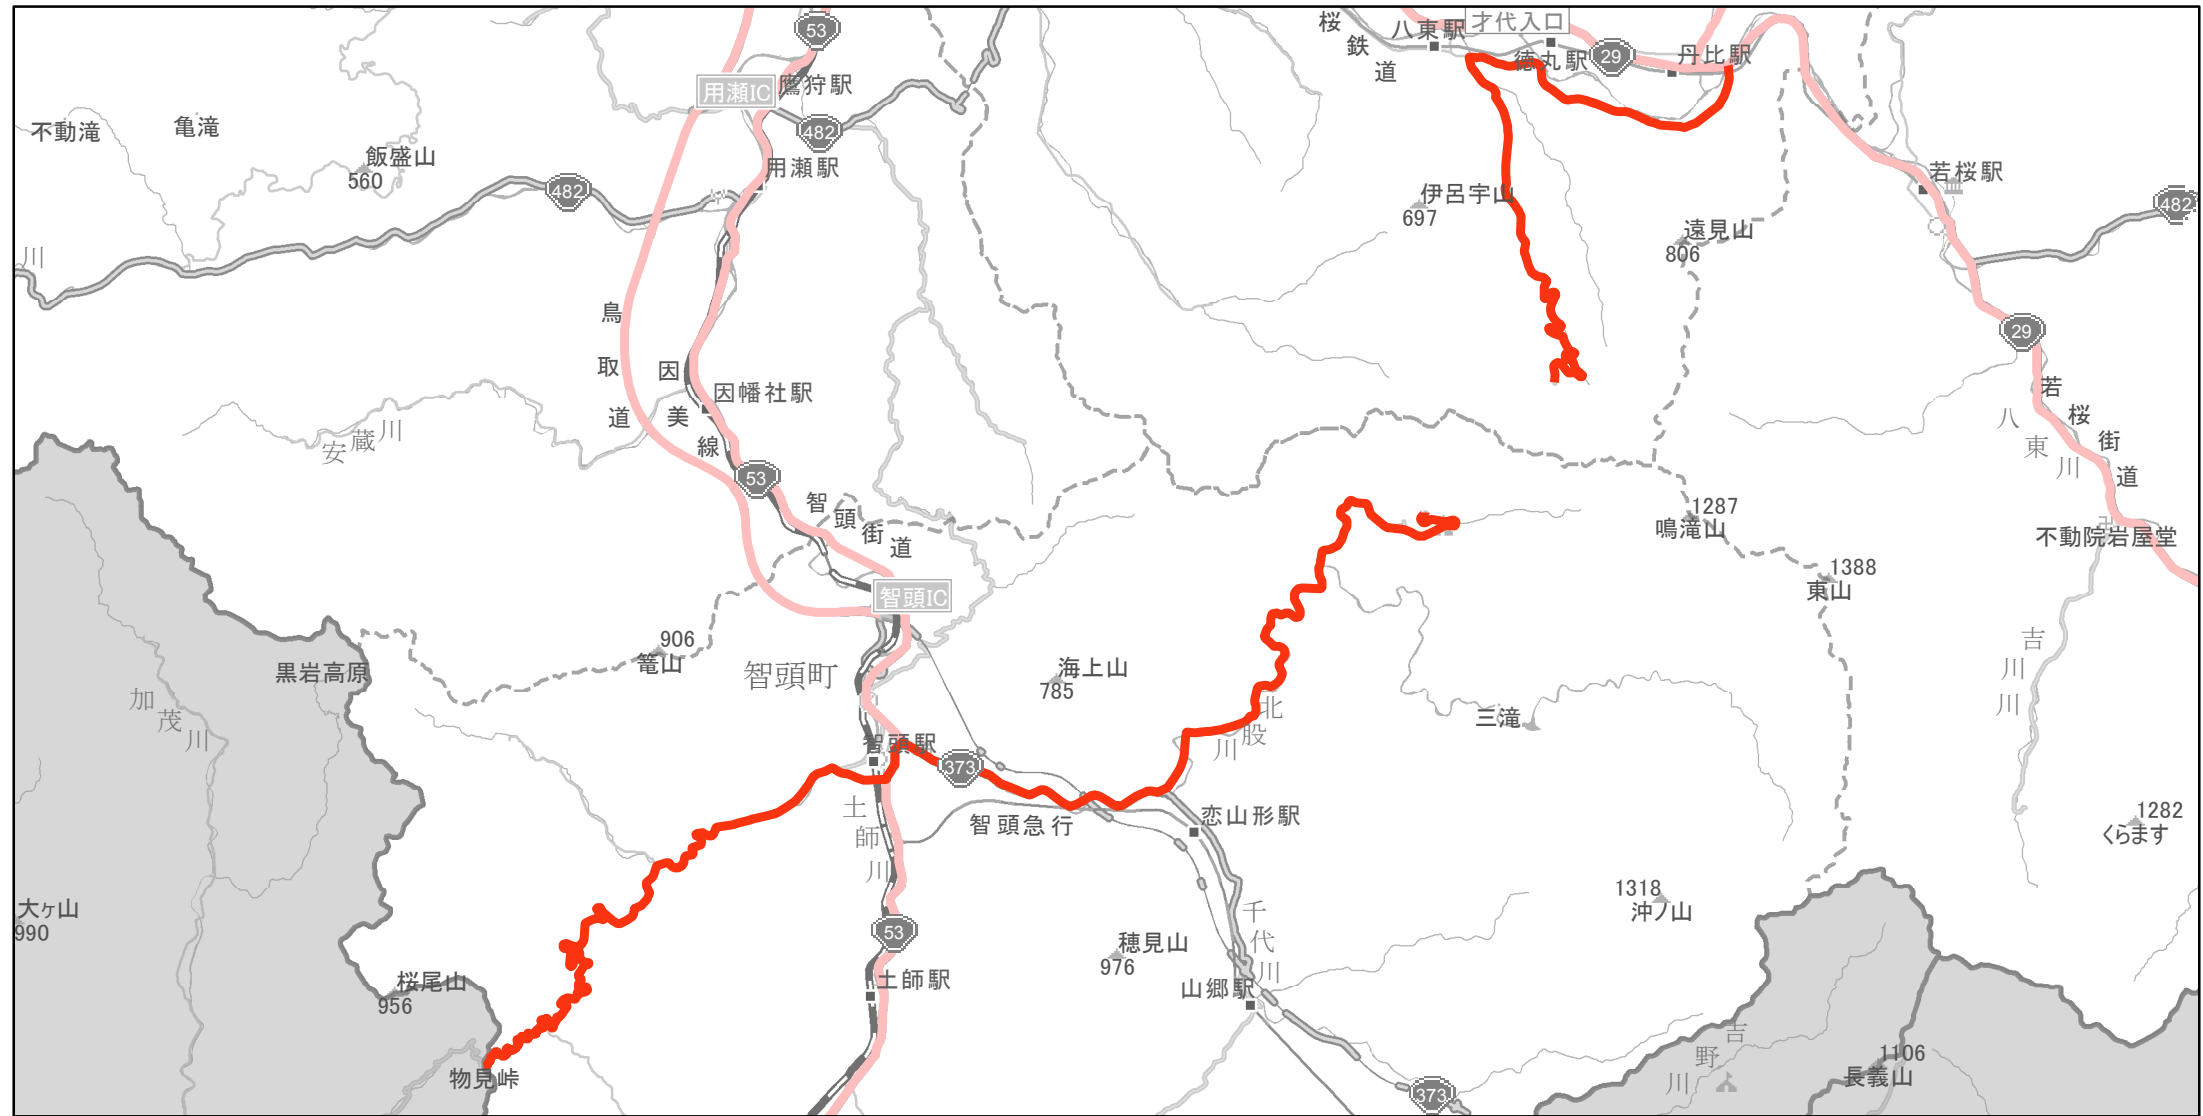 53
桜鉄道
八東駅
才代入口
徳丸駅
29
丹比駅
用瀬IC
鷹狩駅
482
不動滝
亀滝
飯盛山
560
用瀬駅
482
伊呂宇山
697
若桜駅
482
遠見山
806
川
鳥取道
29
因美線
因幡社駅
若桜街道
安蔵川
八東川
53
智頭街道
1287
鳴滝山
不動院岩屋堂
1388
東山
智頭IC
906
篭山
黒岩高原
智頭町
海上山
785
吉川川
加茂川
北股川
三滝
智頭駅
373
土師川
智頭急行
恋山形駅
1282
くらます
大ヶ山
990
1318
沖ノ山
千代川
53
穂見山
976
桜尾山
956
土師駅
山郷駅
吉野川
1106
長義山
物見峠
373